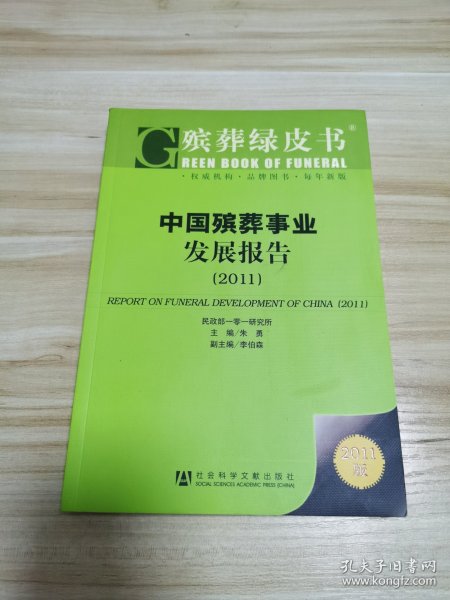 殡葬绿皮书®
GREEN BOOK OF FUNERAL
·权威机构·品牌图书·每年新版
中国殡葬事业
发展报告
(2011)
REPORT ON FUNERAL DEVELOPMENT OF CHINA (2011)
民政部一零一研究所
主 编/朱 勇
副主编/李伯森
2011
版
社会科学文献出版社
SOCIAL SCIENCES ACADEMIC PRESS (CHINA)
孔夫子旧书网
www.kongfz.com